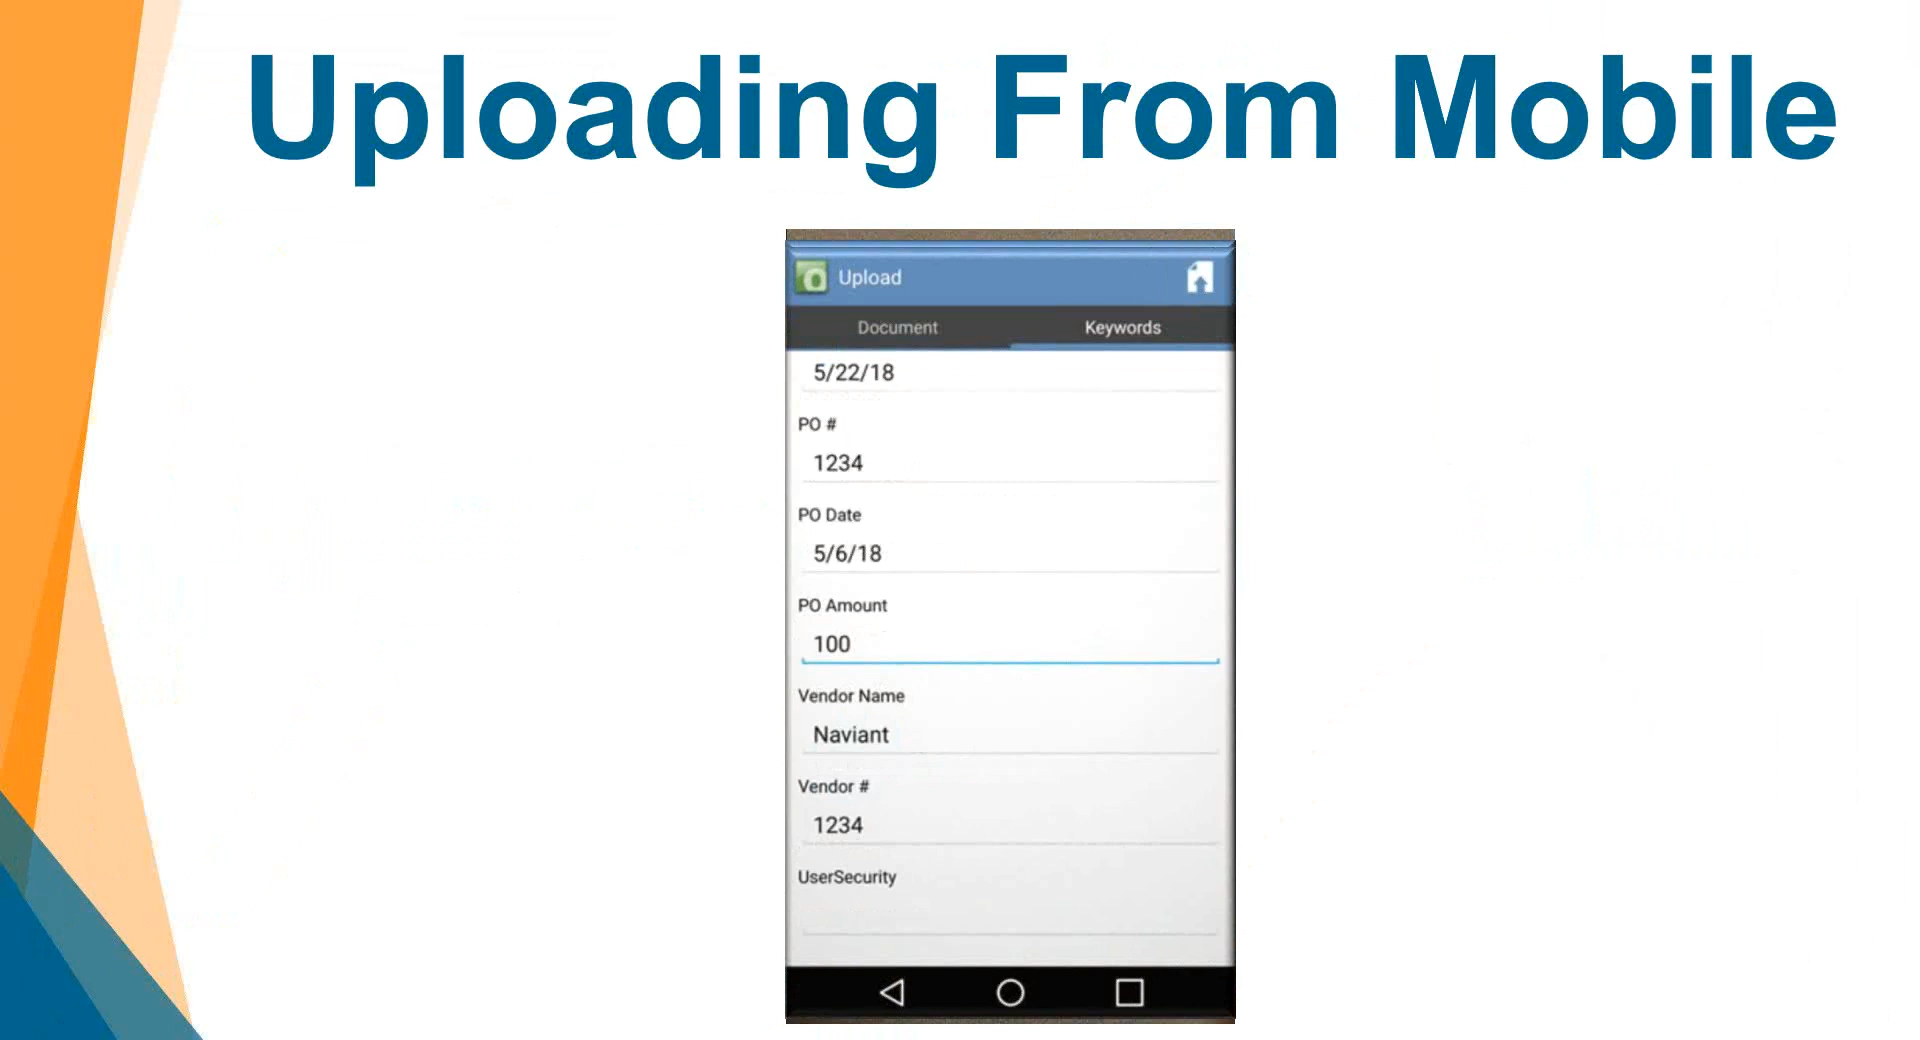 Uploading From Mobile
Upload
Document Keywords
5/22/18
PO #
1234
PO Date
5/6/18
PO Amount
100
Vendor Name
Naviant
Vendor #
1234
UserSecurity